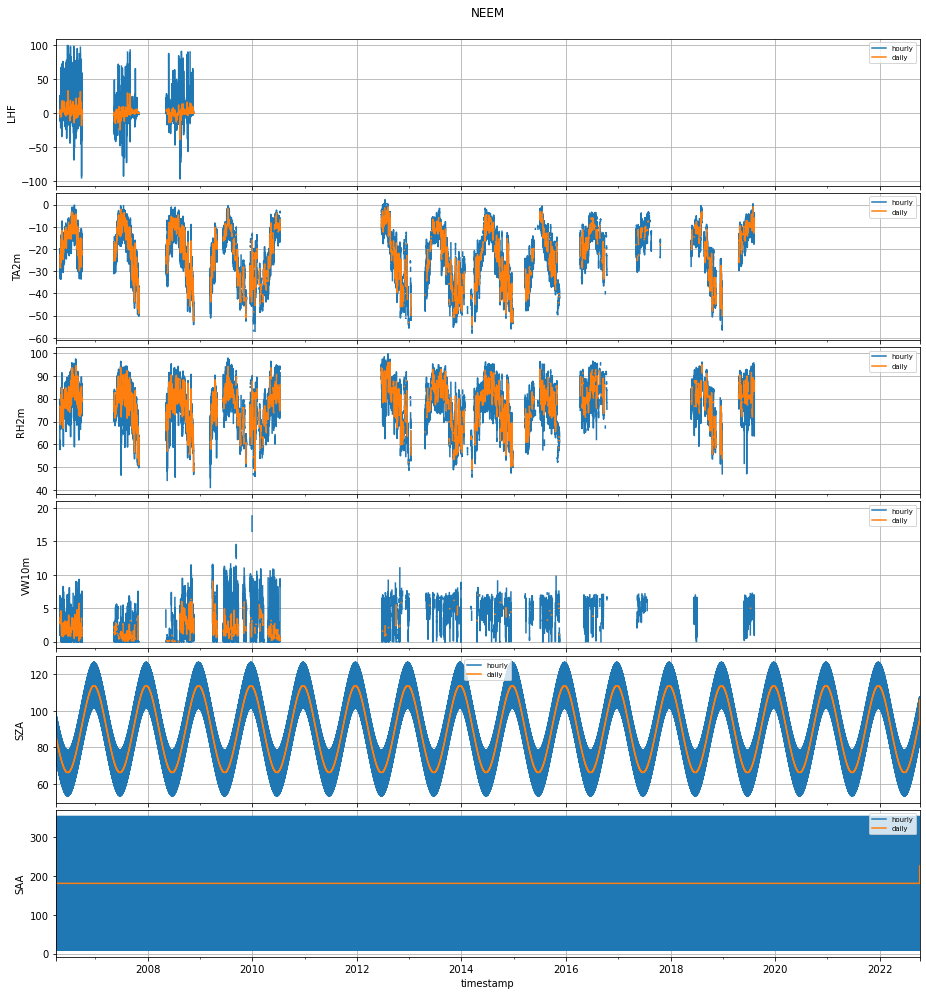 NEEM
100
50
0
−50
−100
LHF
hourly
daily
0
−10
−20
−30
−40
−50
−60
TA2m
hourly
daily
100
90
80
70
60
50
40
RH2m
hourly
daily
20
15
10
5
0
VW10m
hourly
daily
120
100
80
60
SZA
hourly
daily
300
200
100
0
SAA
hourly
daily
2008 2010 2012 2014 2016 2018 2020 2022
timestamp